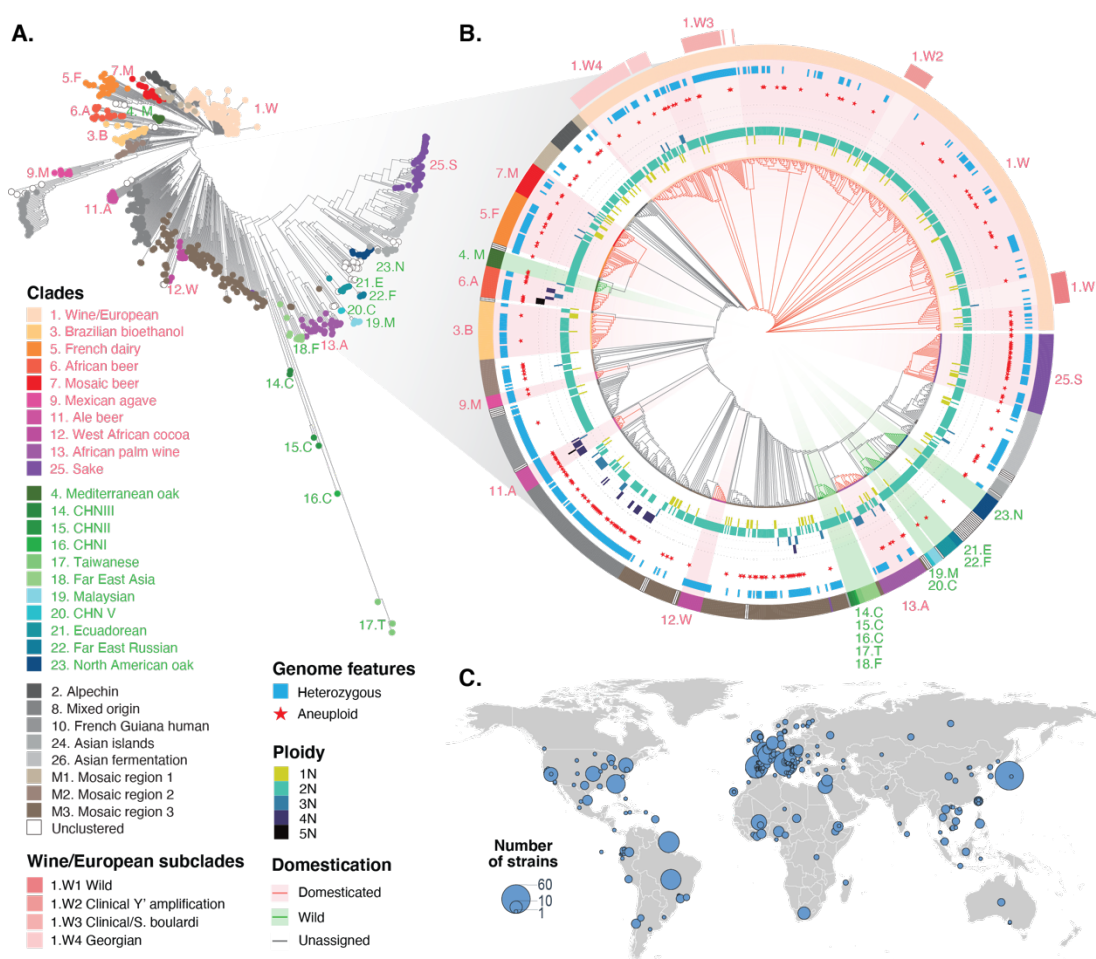 A.
5.F
7.M
1.W
6.A
4. M
3.B
9.M
11.A
12.W
25.S
23.N
21.E
22.F
20.C
19.M
18.F
13.A
14.C
15.C
16.C
17.T
Clades
1. Wine/European
3. Brazilian bioethanol
5. French dairy
6. African beer
7. Mosaic beer
9. Mexican agave
11. Ale beer
12. West African cocoa
13. African palm wine
25. Sake
4. Mediterranean oak
14. CHNIII
15. CHNII
16. CHNI
17. Taiwanese
18. Far East Asia
19. Malaysian
20. CHN V
21. Ecuadorean
22. Far East Russian
23. North American oak
2. Alpechin
8. Mixed origin
10. French Guiana human
24. Asian islands
26. Asian fermentation
M1. Mosaic region 1
M2. Mosaic region 2
M3. Mosaic region 3
Unclustered
Wine/European subclades
1.W1 Wild
1.W2 Clinical Y' amplification
1.W3 Clinical/S. boulardi
1.W4 Georgian
Genome features
Heterozygous
Aneuploid
Ploidy
1N
2N
3N
4N
5N
Domestication
Domesticated
Wild
Unassigned
B.
1.W3
1.W4
1.W2
1.W
1.W
7.M
5.F
4. M
6.A
3.B
9.M
11.A
12.W
25.S
23.N
21.E
22.F
19.M
20.C
13.A
14.C
15.C
16.C
17.T
18.F
C.
Number
of strains
60
10
1